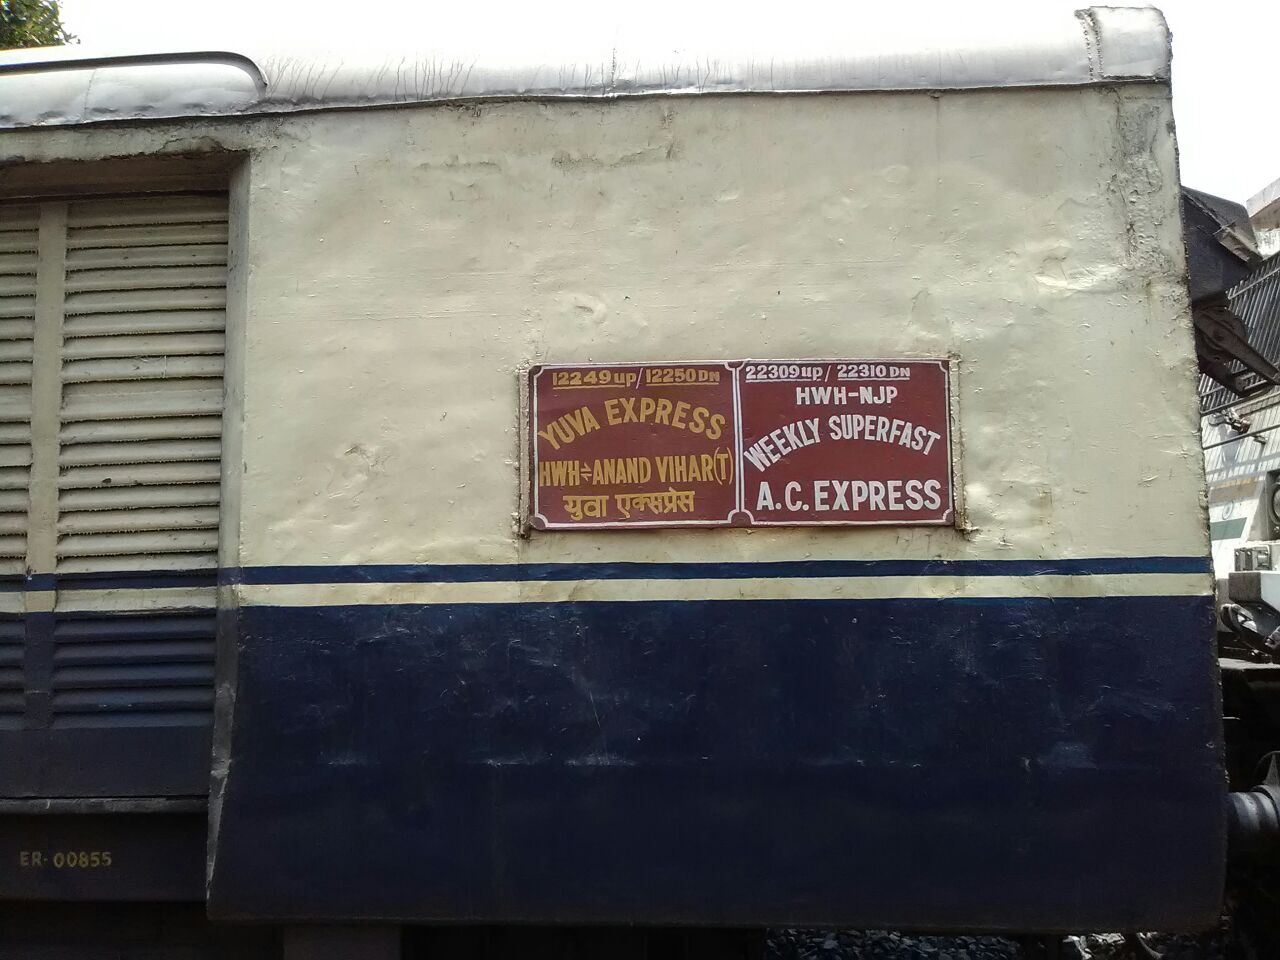 12249 UP / 12250 DN
YUVA EXPRESS
HWH⇌ANAND VIHAR(T)
युवा एक्सप्रेस
22309 UP / 22310 DN
HWH-NJP
WEEKLY SUPERFAST
A.C. EXPRESS
ER-00855